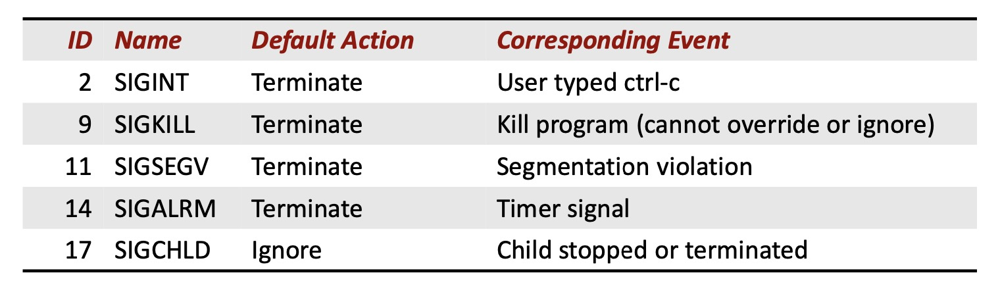 ID Name Default Action Corresponding Event
2 SIGINT Terminate User typed ctrl-c
9 SIGKILL Terminate Kill program (cannot override or ignore)
11 SIGSEGV Terminate Segmentation violation
14 SIGALRM Terminate Timer signal
17 SIGCHLD Ignore Child stopped or terminated